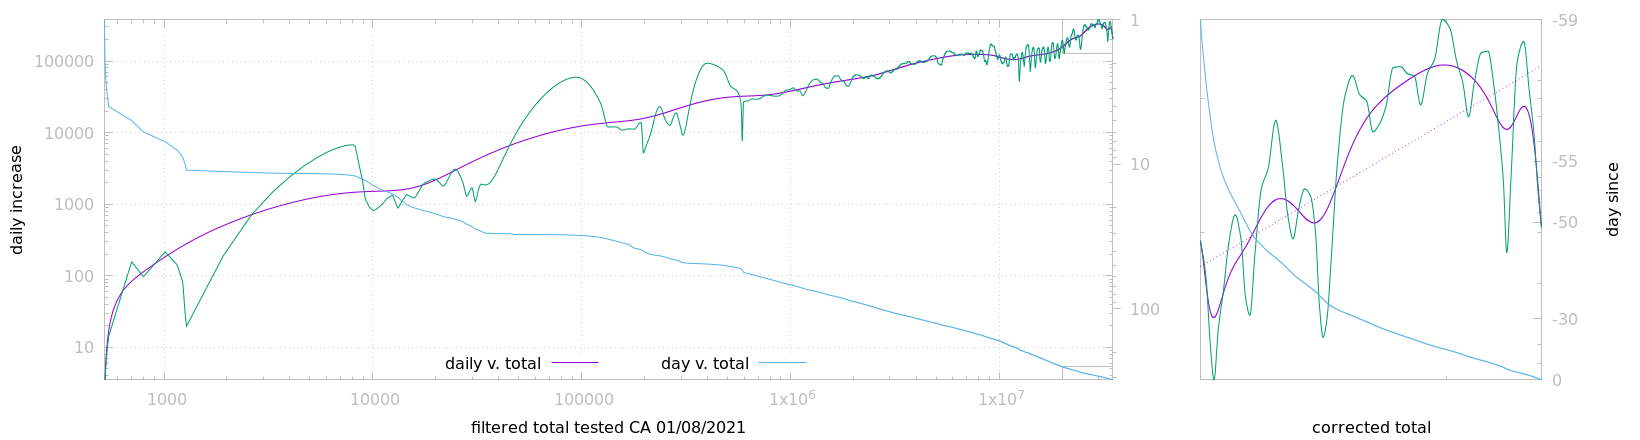 daily increase
100000
10000
1000
100
10
1000
10000
100000
1x10^6
1x10^7
daily v. total
day v. total
filtered total tested CA 01/08/2021
1
10
100
-59
-55
-50
-30
0
day since
corrected total